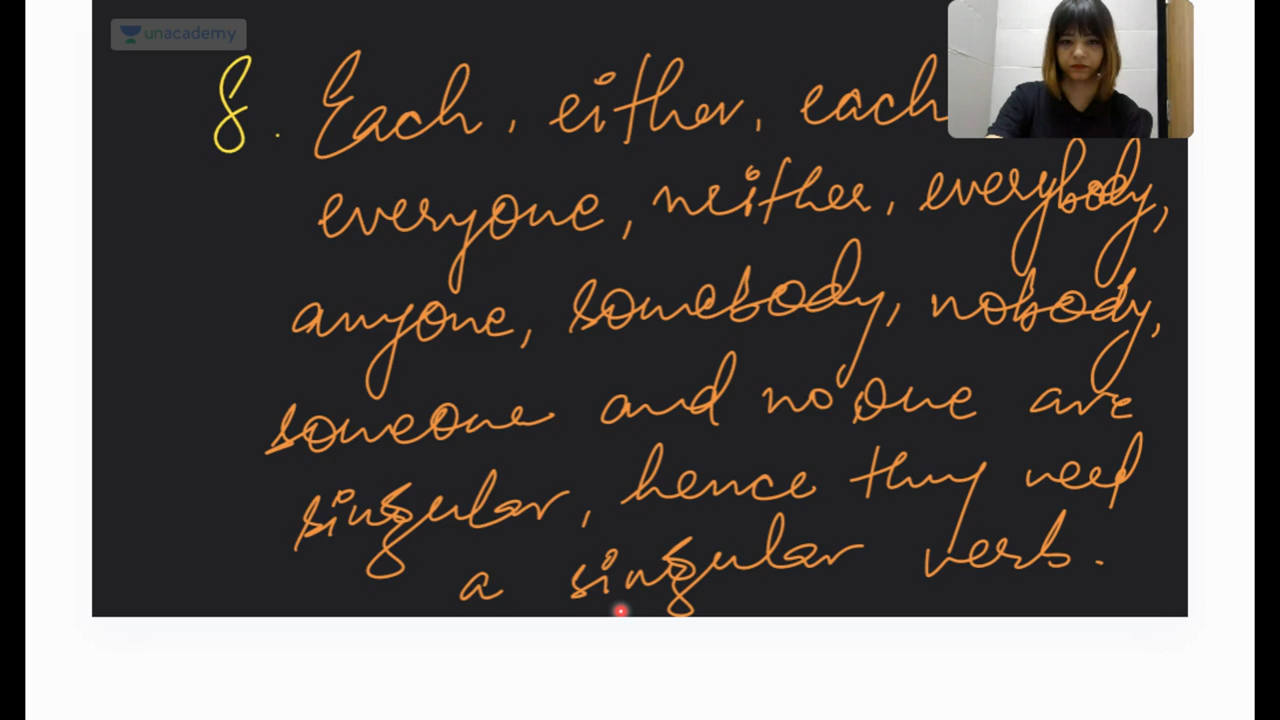 unacademy
8. Each, either, each
everyone, neither, everybody,
anyone, somebody, nobody,
someone and no one are
singular, hence they need
a singular verb.